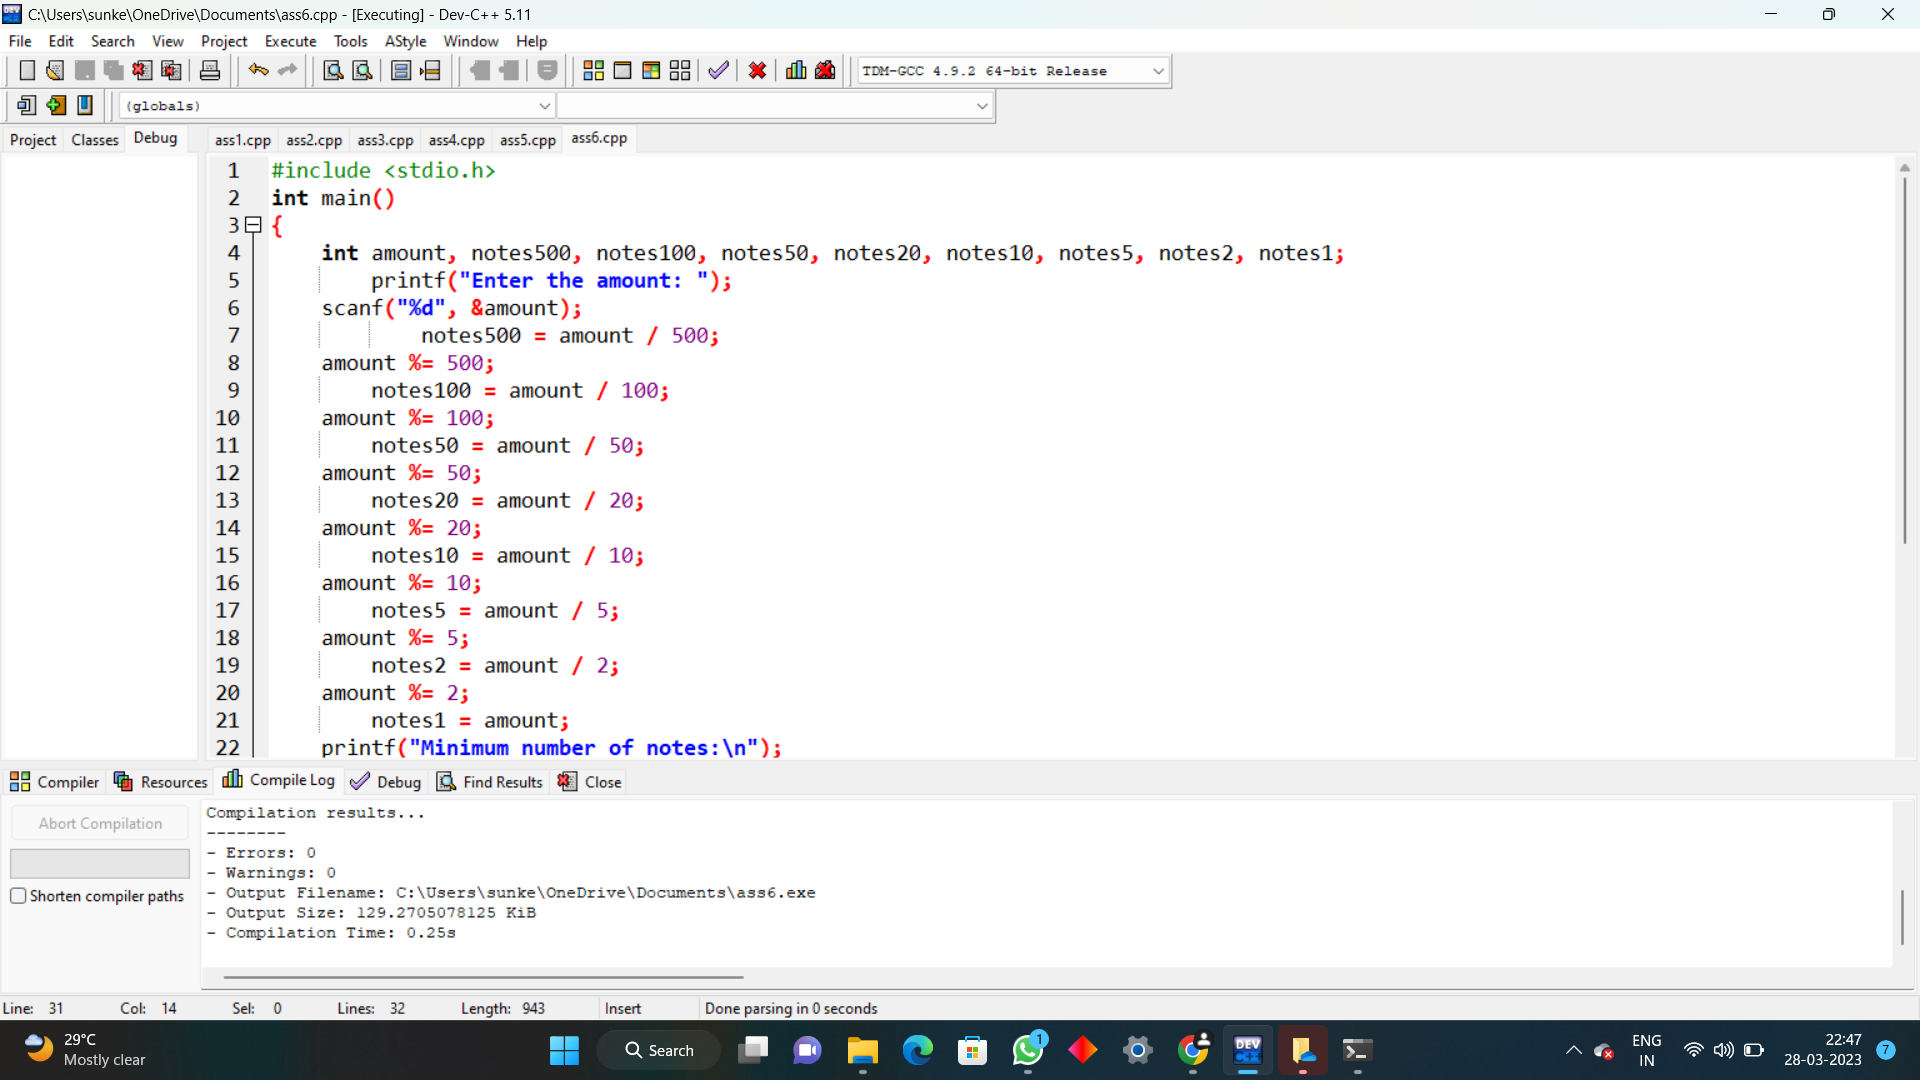 C:\Users\sunke\OneDrive\Documents\ass6.cpp - [Executing] - Dev-C++ 5.11
File Edit Search View Project Execute Tools AStyle Window Help
TDM-GCC 4.9.2 64-bit Release
(globals)
Project Classes Debug ass1.cpp ass2.cpp ass3.cpp ass4.cpp ass5.cpp ass6.cpp
1 #include <stdio.h>
2 int main()
3 {
4 int amount, notes500, notes100, notes50, notes20, notes10, notes5, notes2, notes1;
5 printf("Enter the amount: ");
6 scanf("%d", &amount);
7 notes500 = amount / 500;
8 amount %= 500;
9 notes100 = amount / 100;
10 amount %= 100;
11 notes50 = amount / 50;
12 amount %= 50;
13 notes20 = amount / 20;
14 amount %= 20;
15 notes10 = amount / 10;
16 amount %= 10;
17 notes5 = amount / 5;
18 amount %= 5;
19 notes2 = amount / 2;
20 amount %= 2;
21 notes1 = amount;
22 printf("Minimum number of notes:\n");
Compiler Resources Compile Log Debug Find Results Close
Abort Compilation
Shorten compiler paths
Compilation results...
--------
- Errors: 0
- Warnings: 0
- Output Filename: C:\Users\sunke\OneDrive\Documents\ass6.exe
- Output Size: 129.2705078125 KiB
- Compilation Time: 0.25s
Line: 31 Col: 14 Sel: 0 Lines: 32 Length: 943 Insert Done parsing in 0 seconds
29°C
Mostly clear
Search
1
DEV
C++
ENG
IN
22:47
28-03-2023
7